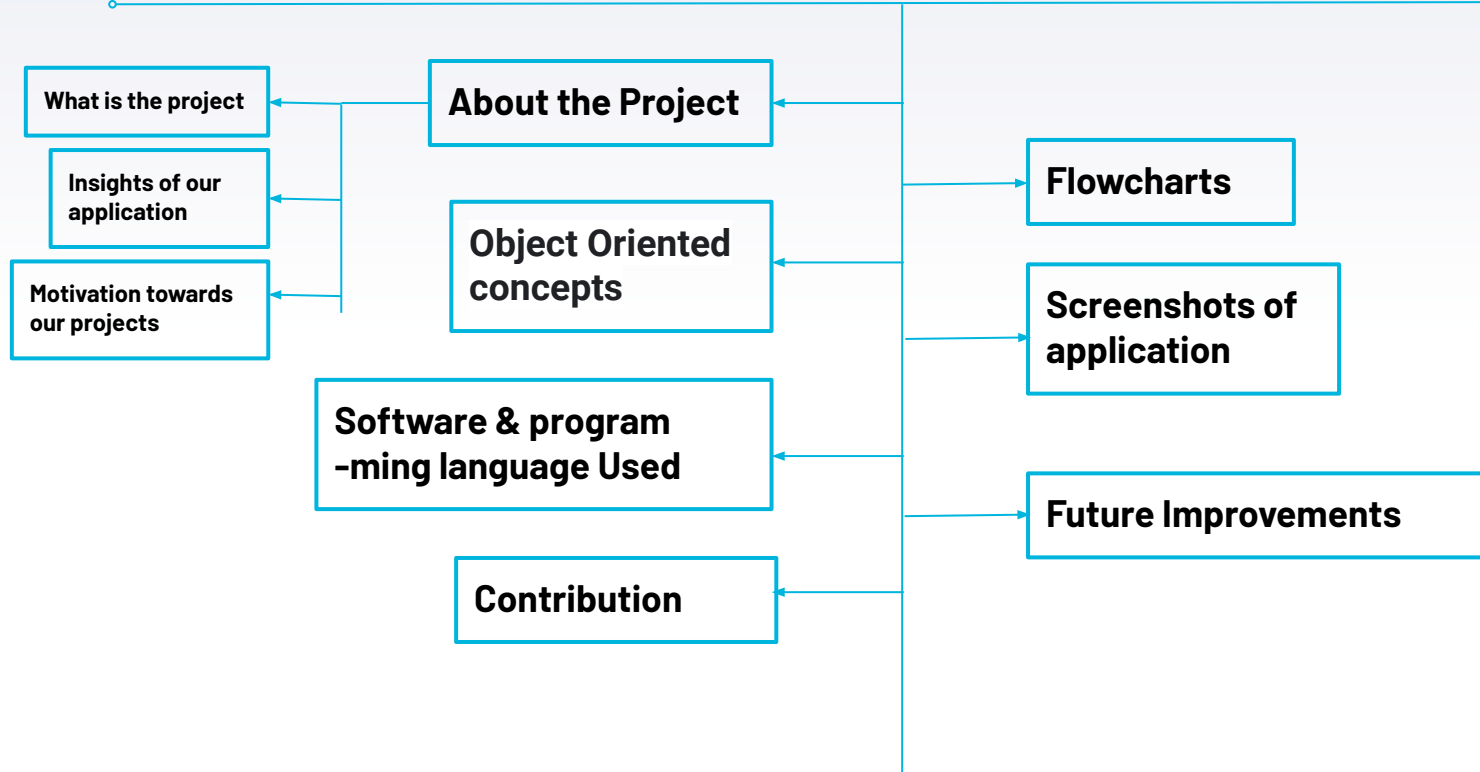 What is the project
Insights of our
application
Motivation towards
our projects
About the Project
Object Oriented
concepts
Software & program
-ming language Used
Contribution
Flowcharts
Screenshots of
application
Future Improvements